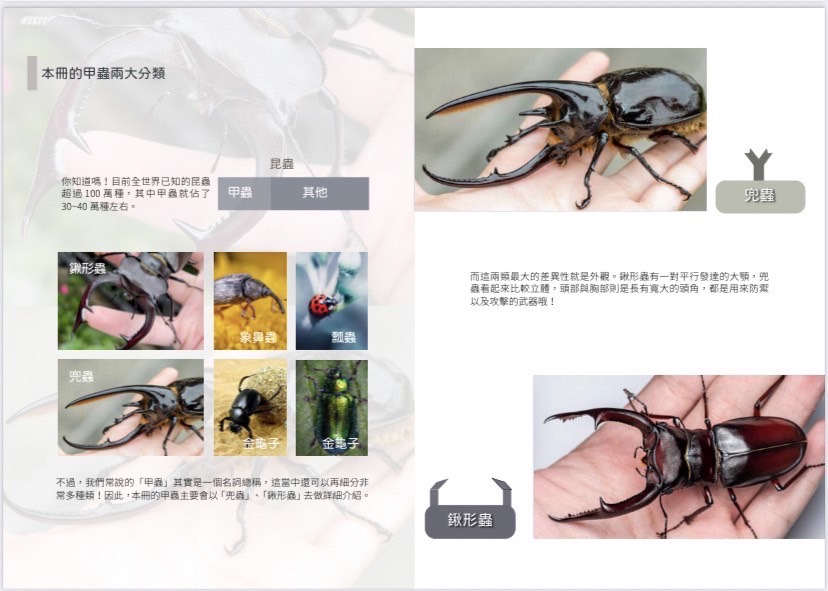 本冊的甲蟲兩大分類
昆蟲
你知道嗎！目前全世界已知的昆蟲
超過 100 萬種，其中甲蟲就佔了
30~40 萬種左右。
甲蟲
其他
鍬形蟲
象鼻蟲
瓢蟲
兜蟲
金龜子
金龜子
不過，我們常說的「甲蟲」其實是一個名詞總稱，這當中還可以再細分非
常多種類！因此，本冊的甲蟲主要會以「兜蟲」、「鍬形蟲」去做詳細介紹。
兜蟲
而這兩類最大的差異性就是外觀。鍬形蟲有一對平行發達的大顎，兜
蟲看起來比較立體，頭部與胸部則是長有寬大的頭角，都是用來防禦
以及攻擊的武器哦！
鍬形蟲